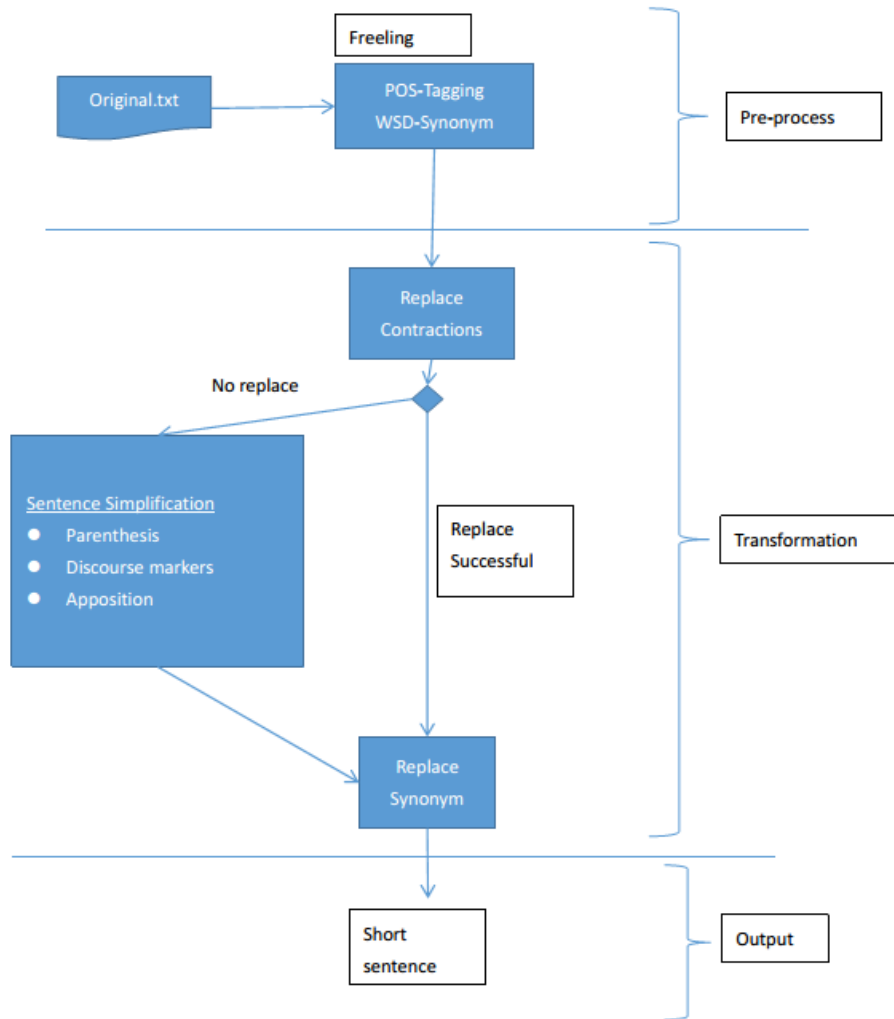 Freeling
Original.txt
POS-Tagging
WSD-Synonym
Pre-process
Replace
Contractions
No replace
Sentence Simplification
● Parenthesis
● Discourse markers
● Apposition
Replace
Successful
Transformation
Replace
Synonym
Short
sentence
Output